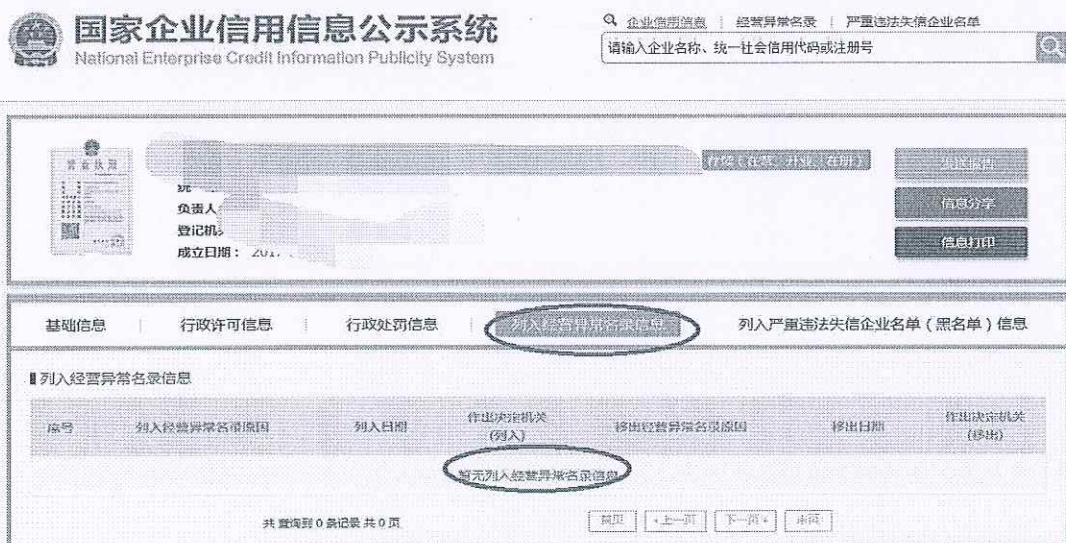 国家企业信用信息公示系统
National Enterprise Credit Information Publicity System
企业信用信息 | 经营异常名录 | 严重违法失信企业名单
请输入企业名称、统一社会信用代码或注册号
营业执照
存续（在营、开业、在册）
发送报告
信息分享
信息打印
统
负责人
登记机
成立日期： 201
基础信息 | 行政许可信息 | 行政处罚信息 | 列入经营异常名录信息 列入严重违法失信企业名单（黑名单）信息
列入经营异常名录信息
序号 列入经营异常名录原因 列入日期 作出决定机关(列入) 移出经营异常名录原因 移出日期 作出决定机关(移出)
暂无列入经营异常名录信息
共 查询到 0 条记录 共 0 页 首页 上一页 下一页 末页